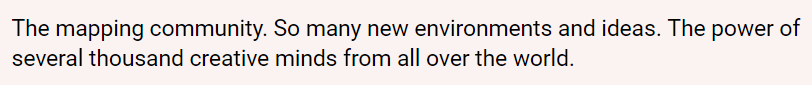 The mapping community. So many new environments and ideas. The power of
several thousand creative minds from all over the world.